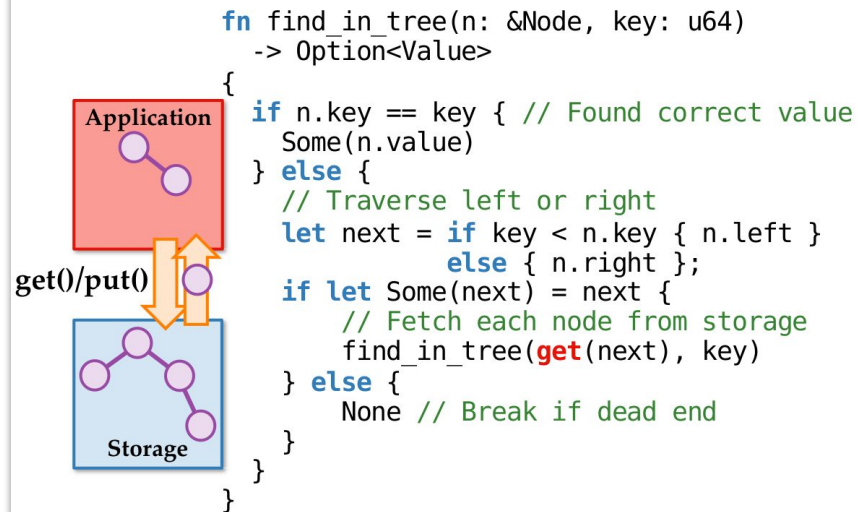 fn find_in_tree(n: &Node, key: u64)
  -> Option<Value>
{
  if n.key == key { // Found correct value
    Some(n.value)
  } else {
    // Traverse left or right
    let next = if key < n.key { n.left }
               else { n.right };
    if let Some(next) = next {
        // Fetch each node from storage
        find_in_tree(get(next), key)
    } else {
        None // Break if dead end
    }
  }
}
Application
get()/put()
Storage